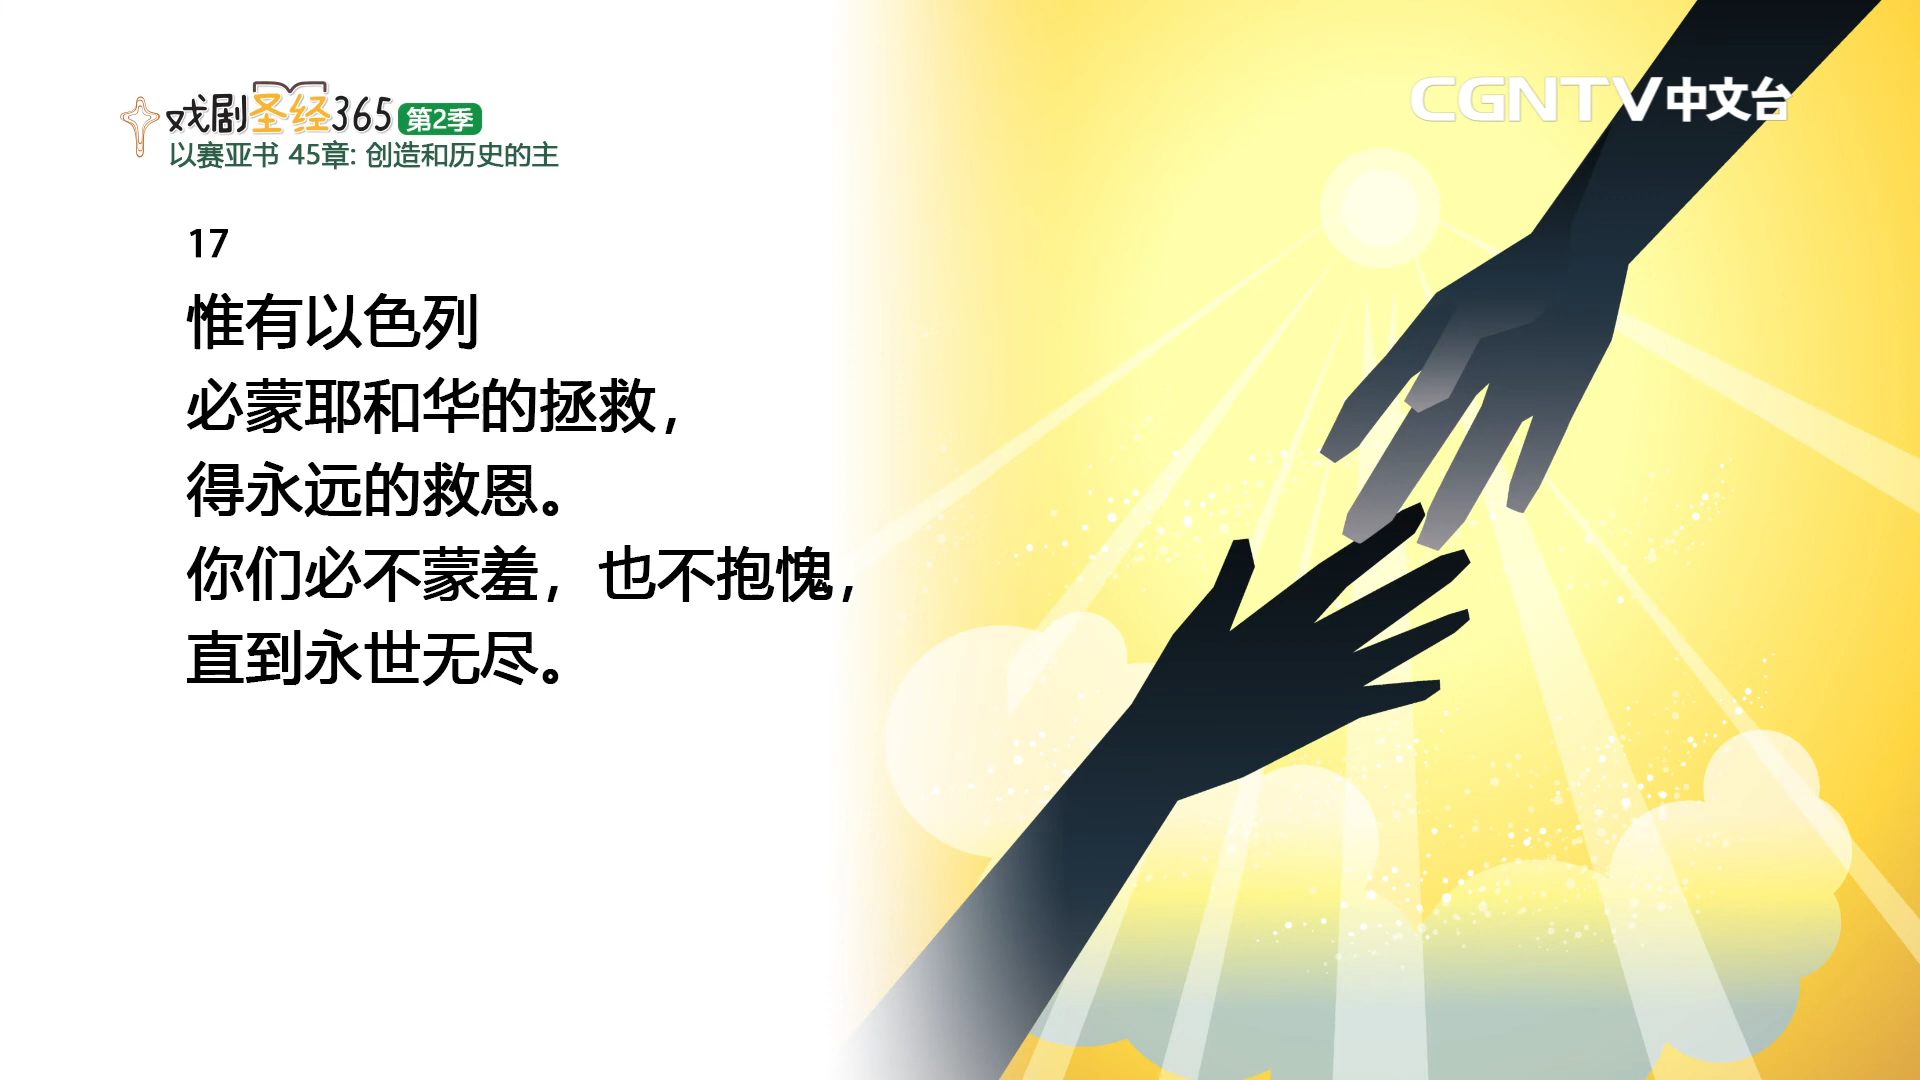 戏剧圣经365 第2季
CGNTV中文台
以赛亚书 45章: 创造和历史的主
17
惟有以色列
必蒙耶和华的拯救，
得永远的救恩。
你们必不蒙羞，也不抱愧，
直到永世无尽。